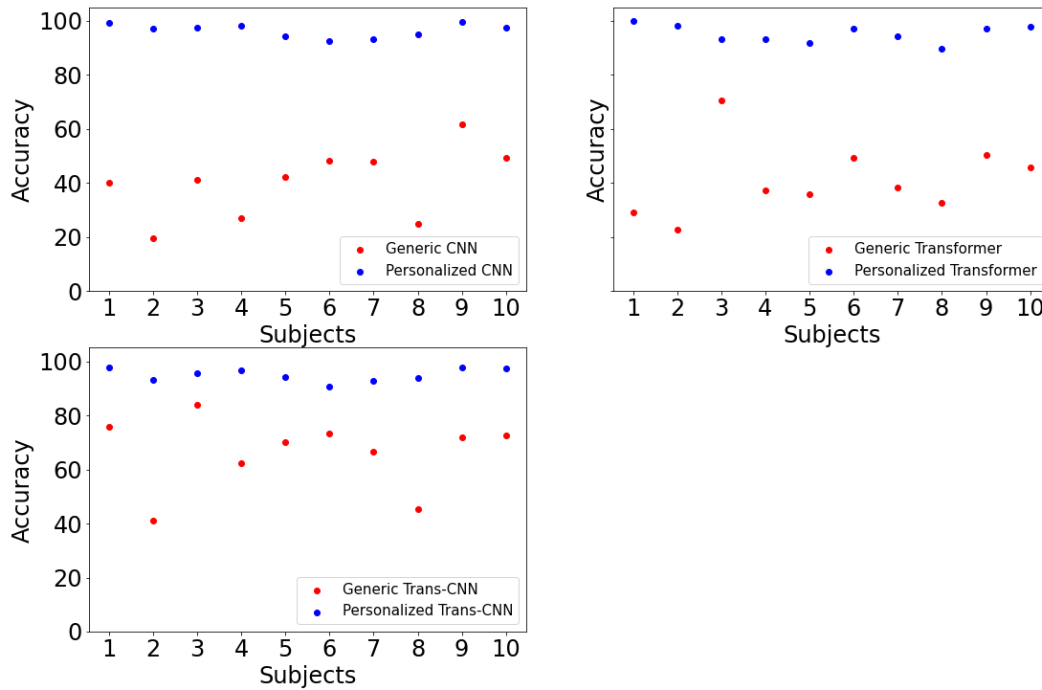 100
80
60
40
20
0
Accuracy
Generic CNN
Personalized CNN
1 2 3 4 5 6 7 8 9 10
Subjects
Accuracy
Generic Transformer
Personalized Transformer
1 2 3 4 5 6 7 8 9 10
Subjects
100
80
60
40
20
0
Accuracy
Generic Trans-CNN
Personalized Trans-CNN
1 2 3 4 5 6 7 8 9 10
Subjects